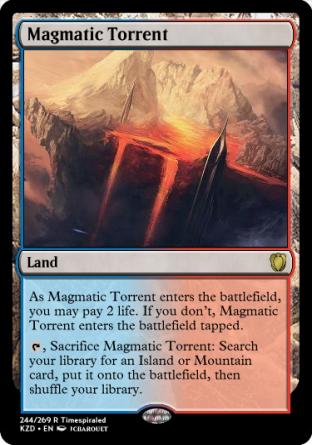 Magmatic Torrent
Land
As Magmatic Torrent enters the battlefield,
you may pay 2 life. If you don't, Magmatic
Torrent enters the battlefield tapped.
, Sacrifice Magmatic Torrent: Search
your library for an Island or Mountain
card, put it onto the battlefield, then
shuffle your library.
244/269 R Timespiraled
KZD • EN JCBAROUET